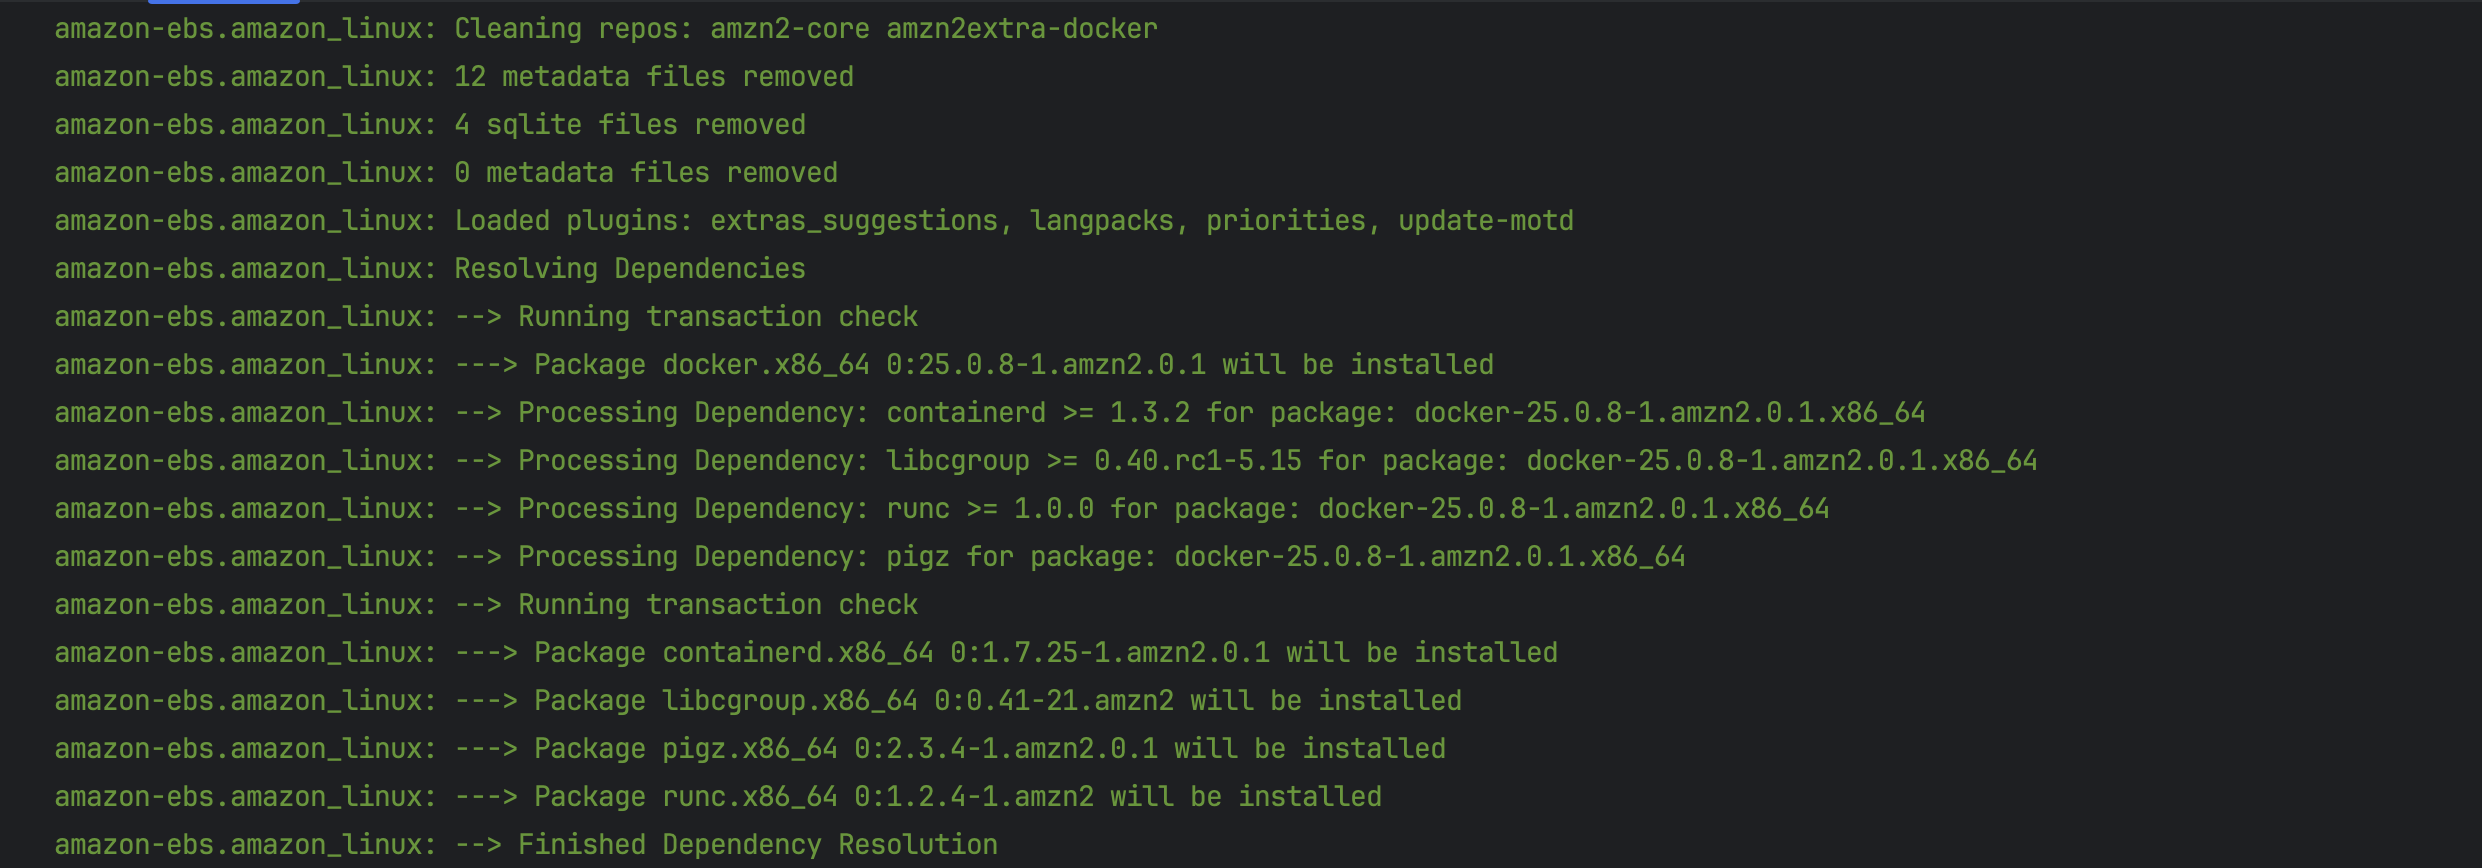 amazon-ebs.amazon_linux: Cleaning repos: amzn2-core amzn2extra-docker
amazon-ebs.amazon_linux: 12 metadata files removed
amazon-ebs.amazon_linux: 4 sqlite files removed
amazon-ebs.amazon_linux: 0 metadata files removed
amazon-ebs.amazon_linux: Loaded plugins: extras_suggestions, langpacks, priorities, update-motd
amazon-ebs.amazon_linux: Resolving Dependencies
amazon-ebs.amazon_linux: --> Running transaction check
amazon-ebs.amazon_linux: ---> Package docker.x86_64 0:25.0.8-1.amzn2.0.1 will be installed
amazon-ebs.amazon_linux: --> Processing Dependency: containerd >= 1.3.2 for package: docker-25.0.8-1.amzn2.0.1.x86_64
amazon-ebs.amazon_linux: --> Processing Dependency: libcgroup >= 0.40.rc1-5.15 for package: docker-25.0.8-1.amzn2.0.1.x86_64
amazon-ebs.amazon_linux: --> Processing Dependency: runc >= 1.0.0 for package: docker-25.0.8-1.amzn2.0.1.x86_64
amazon-ebs.amazon_linux: --> Processing Dependency: pigz for package: docker-25.0.8-1.amzn2.0.1.x86_64
amazon-ebs.amazon_linux: --> Running transaction check
amazon-ebs.amazon_linux: ---> Package containerd.x86_64 0:1.7.25-1.amzn2.0.1 will be installed
amazon-ebs.amazon_linux: ---> Package libcgroup.x86_64 0:0.41-21.amzn2 will be installed
amazon-ebs.amazon_linux: ---> Package pigz.x86_64 0:2.3.4-1.amzn2.0.1 will be installed
amazon-ebs.amazon_linux: ---> Package runc.x86_64 0:1.2.4-1.amzn2 will be installed
amazon-ebs.amazon_linux: --> Finished Dependency Resolution